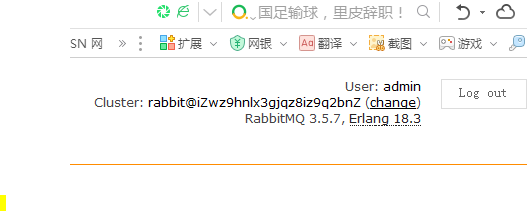 国足输球，里皮辞职！
SN 网 » 扩展 网银 Aa 翻译 截图 游戏
User: admin
Cluster: rabbit@iZwz9hnlx3gjqz8iz9q2bnZ (change)
RabbitMQ 3.5.7, Erlang 18.3
Log out